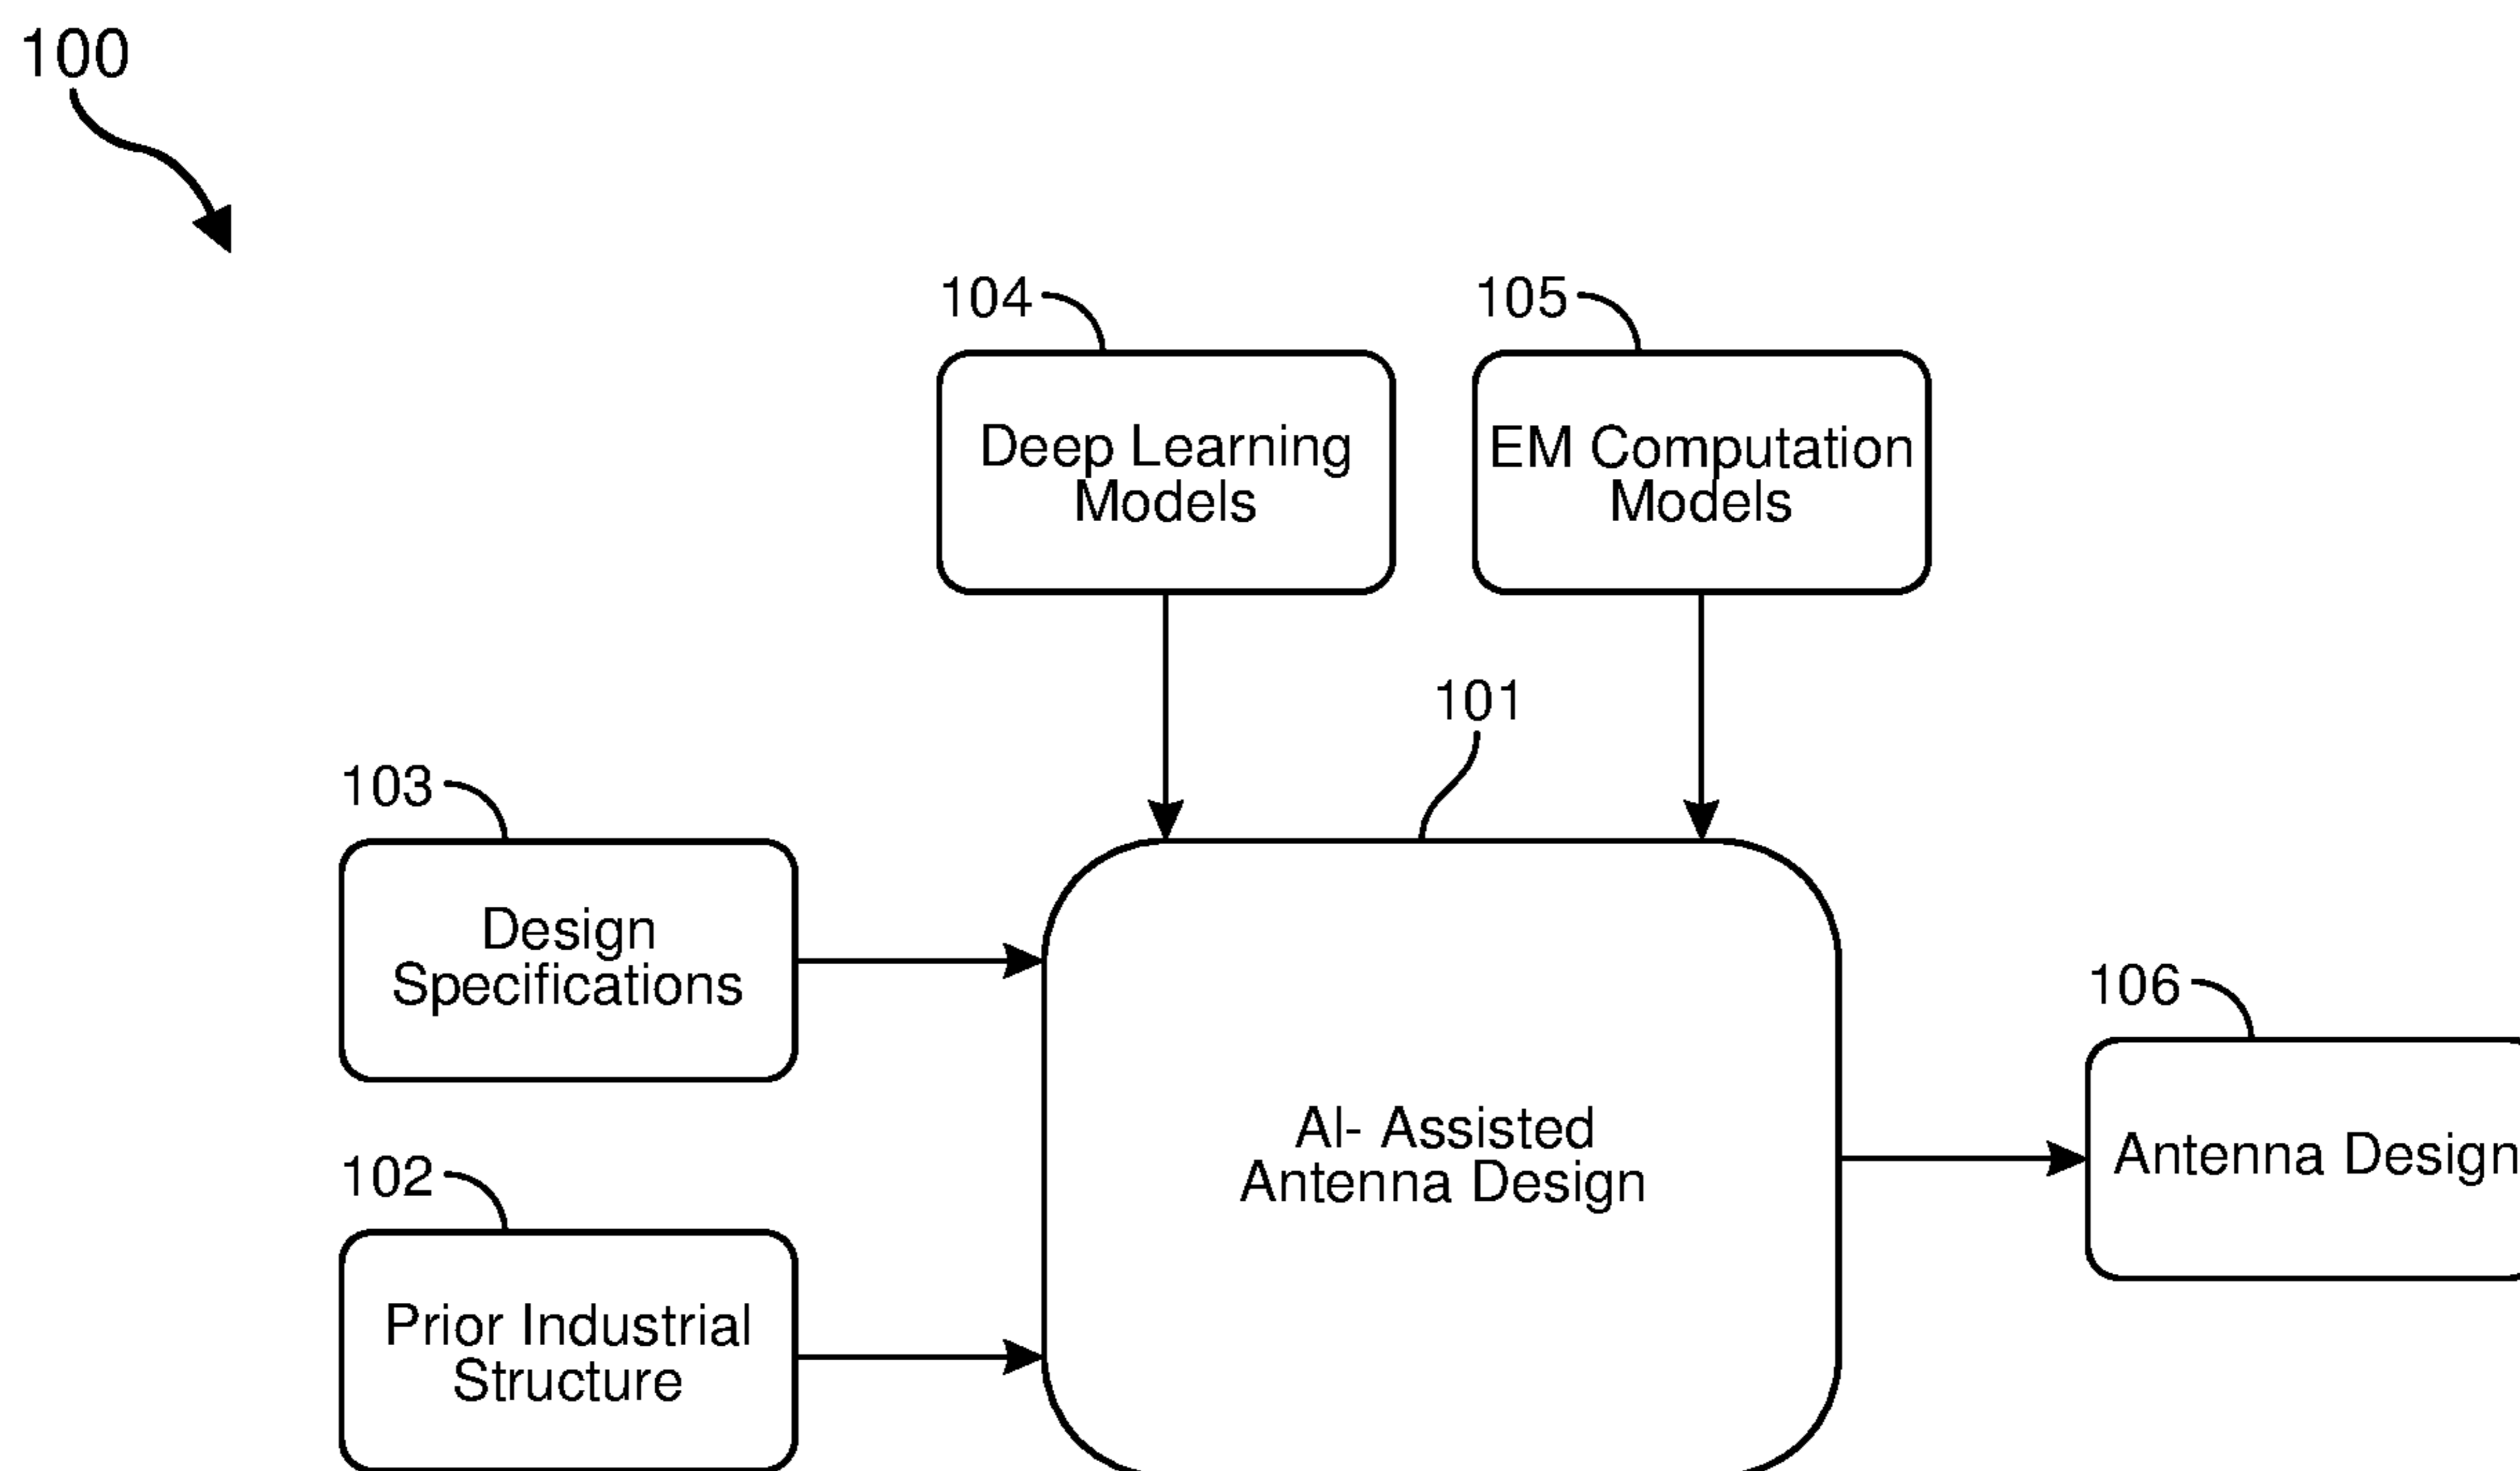 100
104
105
Deep Learning
Models
EM Computation
Models
101
103
Design
Specifications
106
AI- Assisted
Antenna Design
Antenna Design
102
Prior Industrial
Structure